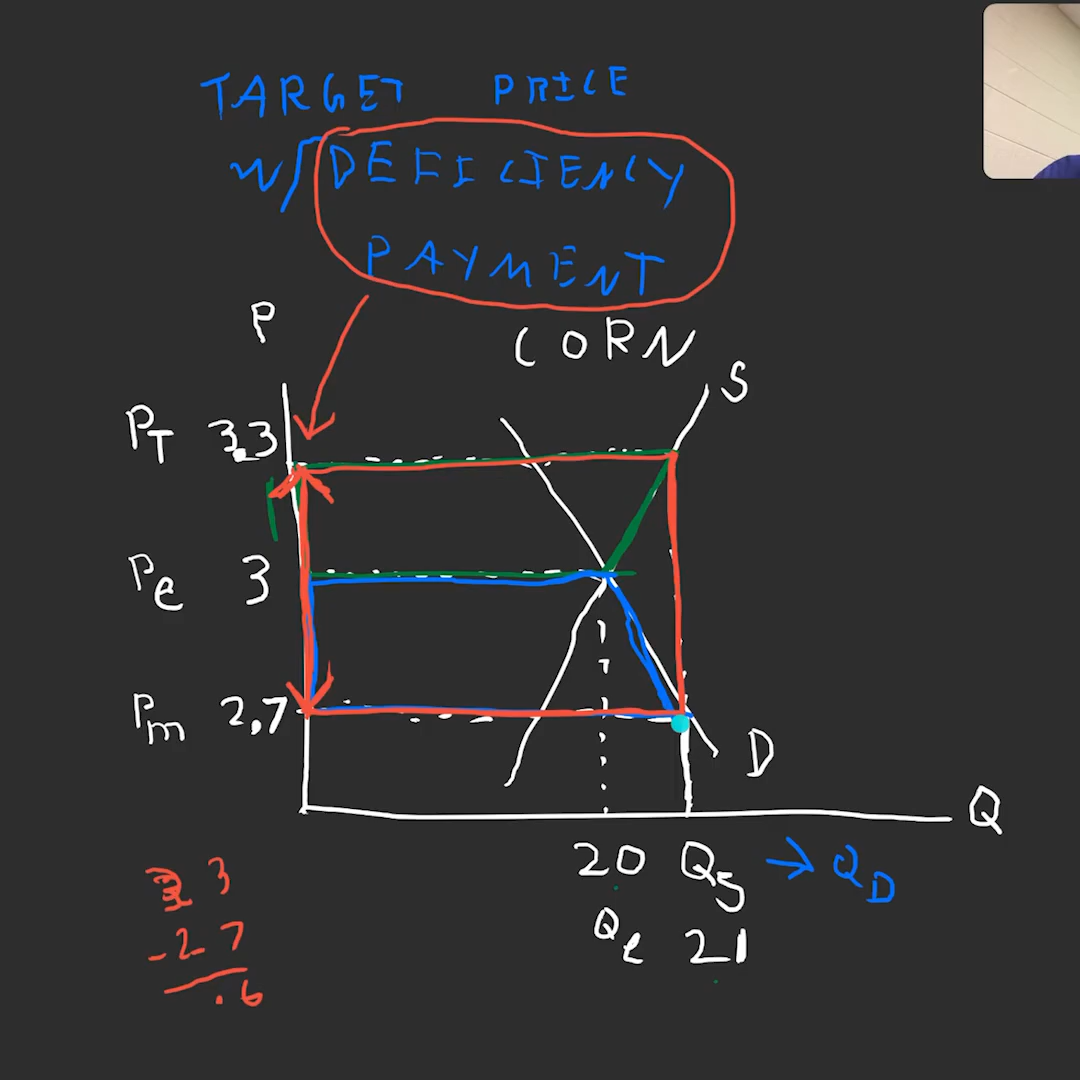 TARGET PRICE
W/ DEFICIENCY
PAYMENT
P
CORN
S
PT 3.3
Pe 3
Pm 2.7
D
Q
20 QS → QD
Qe 21
3 3
-2 7
.6